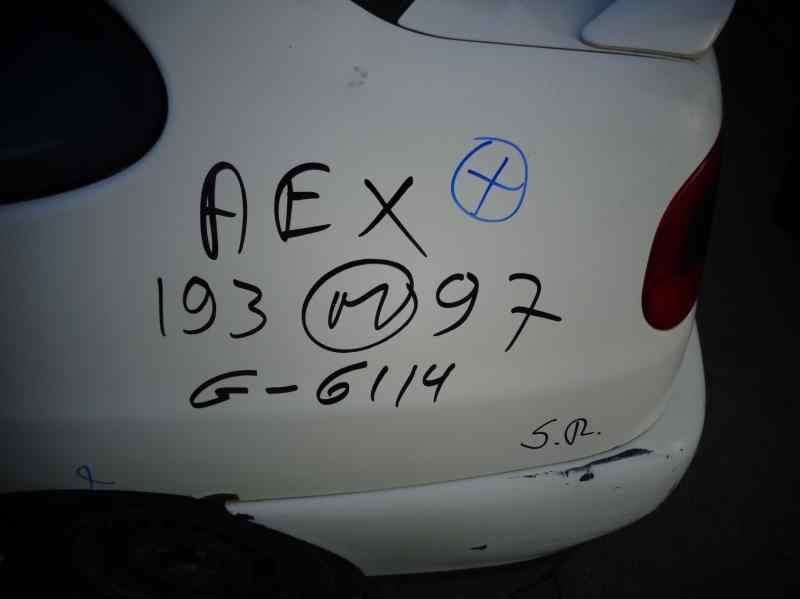 AEX X
193 M 97
G-6114
S.R.